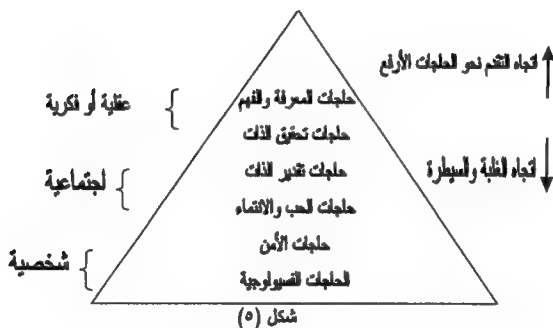 اتجاه التقدم نحو الحاجات الأرفع
حاجات المعرفة والفهم
عقلية أو فكرية
حاجات تحقيق الذات
حاجات تقدير الذات
اتجاه الغلبة والسيطرة
اجتماعية
حاجات الحب والانتماء
حاجات الأمن
شخصية
الحاجات الفسيولوجية
شكل (٥)